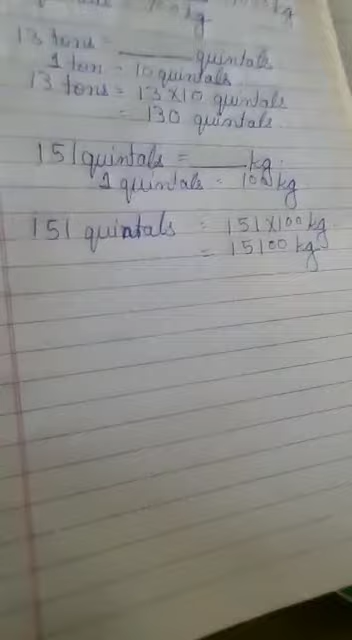 kg
13 tons = ______ quintals
1 ton = 10 quintals
13 tons = 13 x 10 quintals
= 130 quintals
151 quintals = ______ kg.
1 quintals = 100 kg
151 quintals = 151 x 100 kg
= 15100 kg